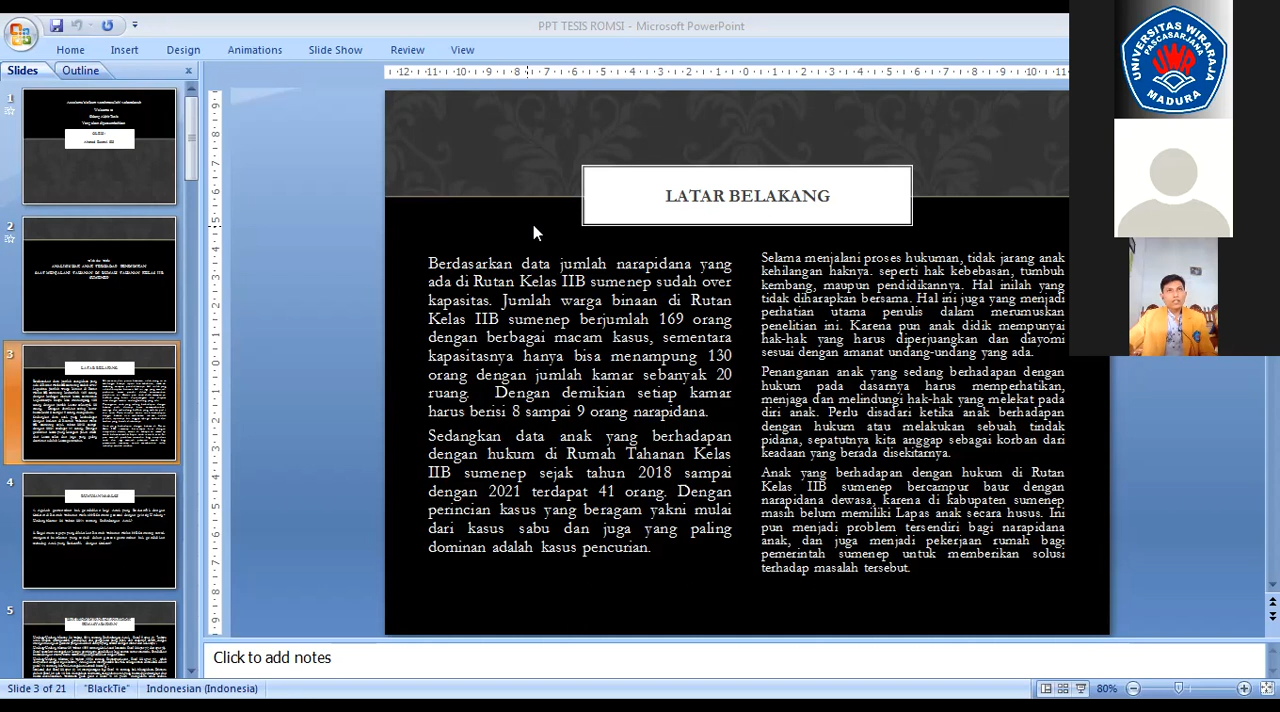 PPT TESIS ROMSI - Microsoft PowerPoint
Home Insert Design Animations Slide Show Review View
Slides Outline
LATAR BELAKANG
Berdasarkan data jumlah narapidana yang
ada di Rutan Kelas IIB sumenep sudah over
kapasitas. Jumlah warga binaan di Rutan
Kelas IIB sumenep berjumlah 169 orang
dengan berbagai macam kasus, sementara
kapasitasnya hanya bisa menampung 130
orang dengan jumlah kamar sebanyak 20
ruang. Dengan demikian setiap kamar
harus berisi 8 sampai 9 orang narapidana.
Sedangkan data anak yang berhadapan
dengan hukum di Rumah Tahanan Kelas
IIB sumenep sejak tahun 2018 sampai
dengan 2021 terdapat 41 orang. Dengan
perincian kasus yang beragam yakni mulai
dari kasus sabu dan juga yang paling
dominan adalah kasus pencurian.
Selama menjalani proses hukuman, tidak jarang anak
kehilangan haknya. seperti hak kebebasan, tumbuh
kembang, maupun pendidikannya. Hal inilah yang
tidak diharapkan bersama. Hal ini juga yang menjadi
perhatian utama penulis dalam merumuskan
penelitian ini. Karena pun anak didik mempunyai
hak-hak yang harus diperjuangkan dan diayomi
sesuai dengan amanat undang-undang yang ada.
Penanganan anak yang sedang berhadapan dengan
hukum pada dasarnya harus memperhatikan,
menjaga dan melindungi hak-hak yang melekat pada
diri anak. Perlu disadari ketika anak berhadapan
dengan hukum atau melakukan sebuah tindak
pidana, sepatutnya kita anggap sebagai korban dari
keadaan yang berada disekitarnya.
Anak yang berhadapan dengan hukum di Rutan
Kelas IIB sumenep bercampur baur dengan
narapidana dewasa, karena di kabupaten sumenep
masih belum memiliki Lapas anak secara husus. Ini
pun menjadi problem tersendiri bagi narapidana
anak, dan juga menjadi pekerjaan rumah bagi
pemerintah sumenep untuk memberikan solusi
terhadap masalah tersebut.
UNIVERSITAS WIRARAJA
PASCASARJANA
UWR
MADURA
1
2
3
LATAR BELAKANG
4
5
Click to add notes
Slide 3 of 21 "BlackTie" Indonesian (Indonesia) 80%